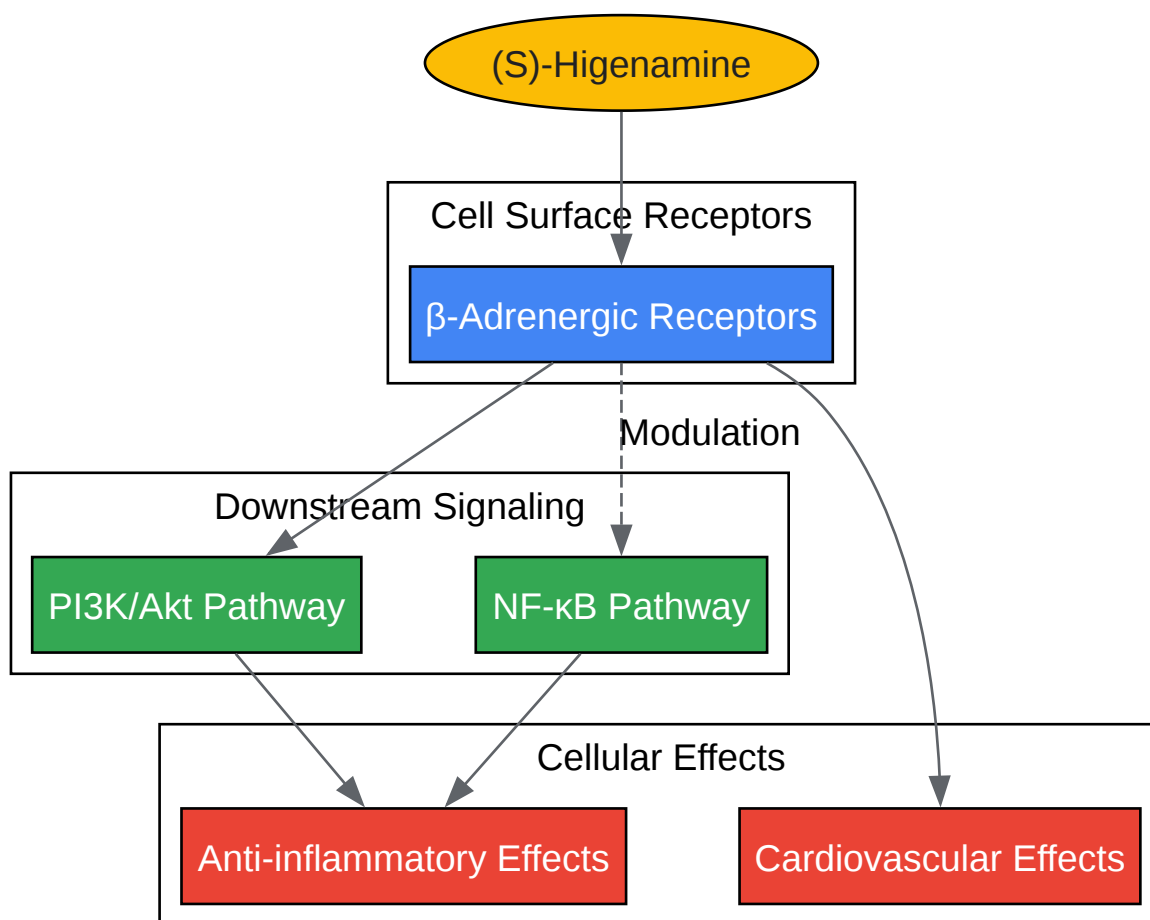 (S)-Higenamine
Cell Surface Receptors
β-Adrenergic Receptors
Modulation
Downstream Signaling
PI3K/Akt Pathway
NF-κB Pathway
Cellular Effects
Anti-inflammatory Effects
Cardiovascular Effects